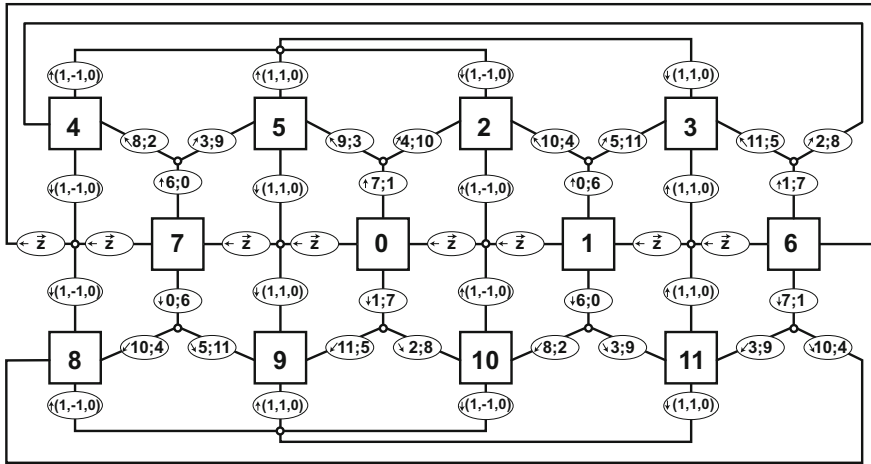 ↑(1,-1,0) ↑(1,1,0) ↓(1,-1,0) ↓(1,1,0)
4 5 2 3
↖8;2 ↗3;9 ↖9;3 ↗4;10 ↖10;4 ↗5;11 ↖11;5 ↗2;8
↓(1,-1,0) ↑6;0 ↓(1,1,0) ↑7;1 ↑(1,-1,0) ↑0;6 ↑(1,1,0) ↑1;7
← z⃗ ← z⃗ 7 ← z⃗ ← z⃗ 0 ← z⃗ ← z⃗ 1 ← z⃗ ← z⃗ 6
↓(1,-1,0) ↓0;6 ↓(1,1,0) ↓1;7 ↑(1,-1,0) ↓6;0 ↑(1,1,0) ↓7;1
↙10;4 ↘5;11 ↙11;5 ↘2;8 ↙8;2 ↘3;9 ↙3;9 ↘10;4
8 9 10 11
↑(1,-1,0) ↑(1,1,0) ↓(1,-1,0) ↓(1,1,0)